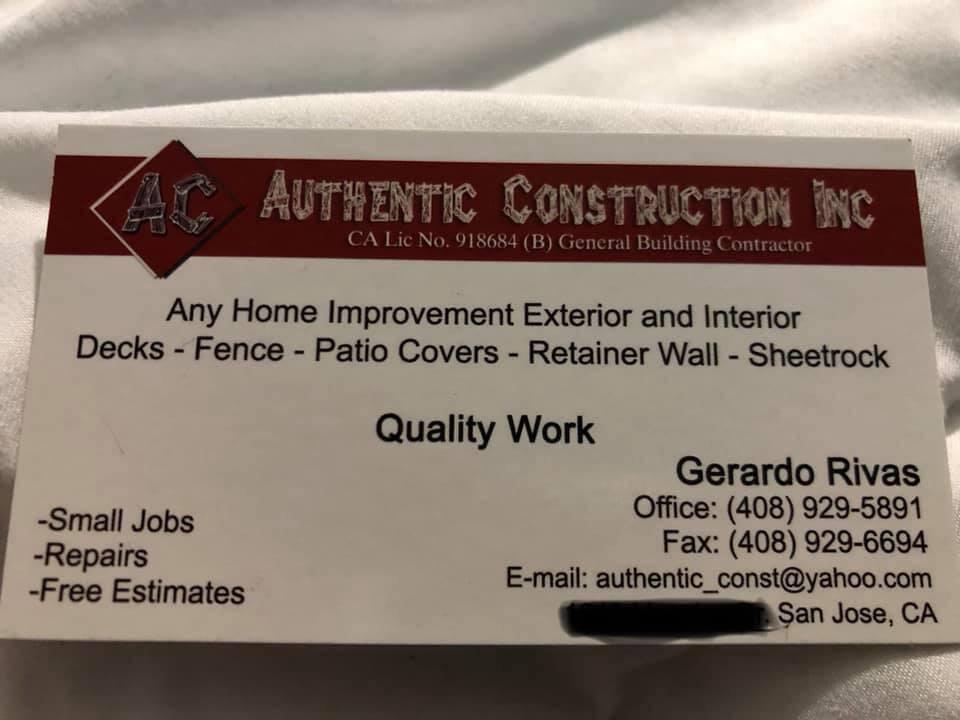 AC
AUTHENTIC CONSTRUCTION INC
CA Lic No. 918684 (B) General Building Contractor
Any Home Improvement Exterior and Interior
Decks - Fence - Patio Covers - Retainer Wall - Sheetrock
Quality Work
Gerardo Rivas
Office: (408) 929-5891
Fax: (408) 929-6694
E-mail: authentic_const@yahoo.com
San Jose, CA
-Small Jobs
-Repairs
-Free Estimates